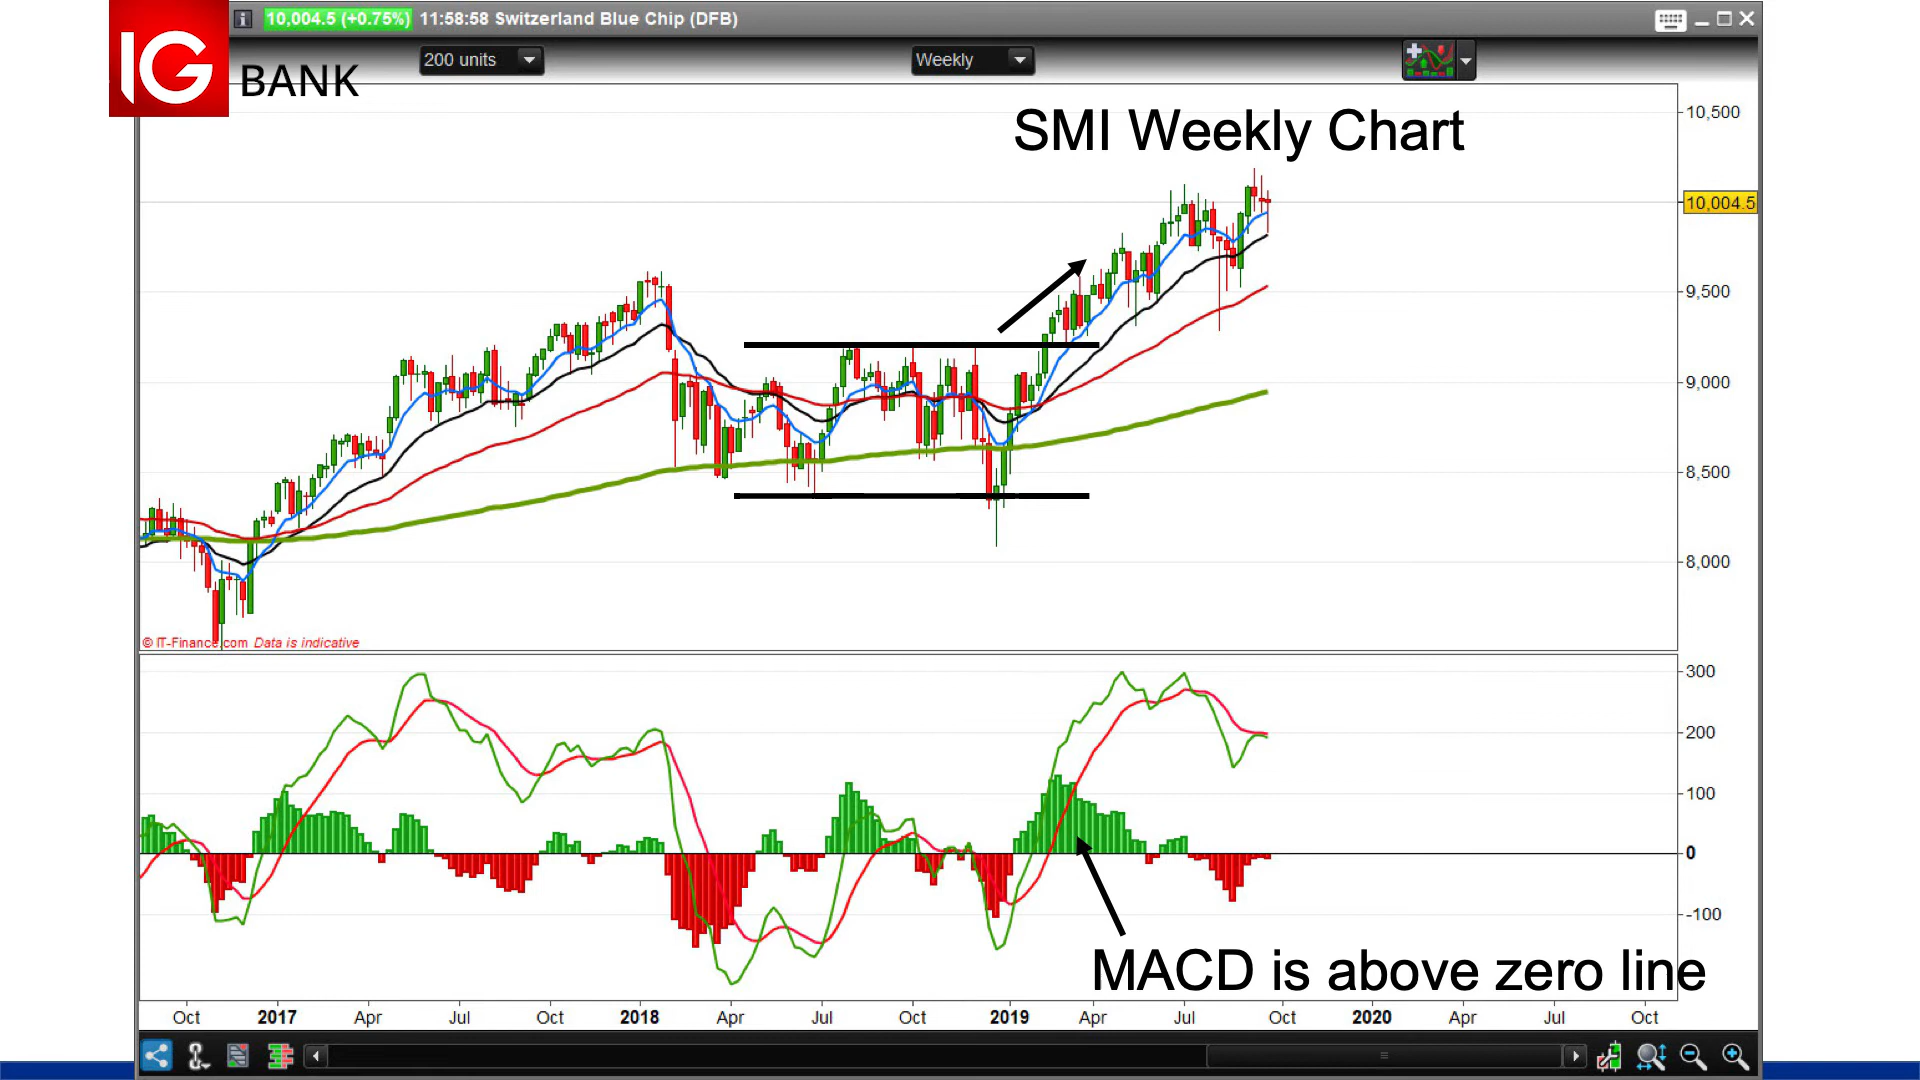 10,004.5 (+0.75%) 11:58:58 Switzerland Blue Chip (DFB)
IG BANK
200 units
Weekly
SMI Weekly Chart
10,500
10,004.5
9,500
9,000
8,500
8,000
© IT-Finance.com Data is indicative
300
200
100
0
-100
MACD is above zero line
Oct 2017 Apr Jul Oct 2018 Apr Jul Oct 2019 Apr Jul Oct 2020 Apr Jul Oct